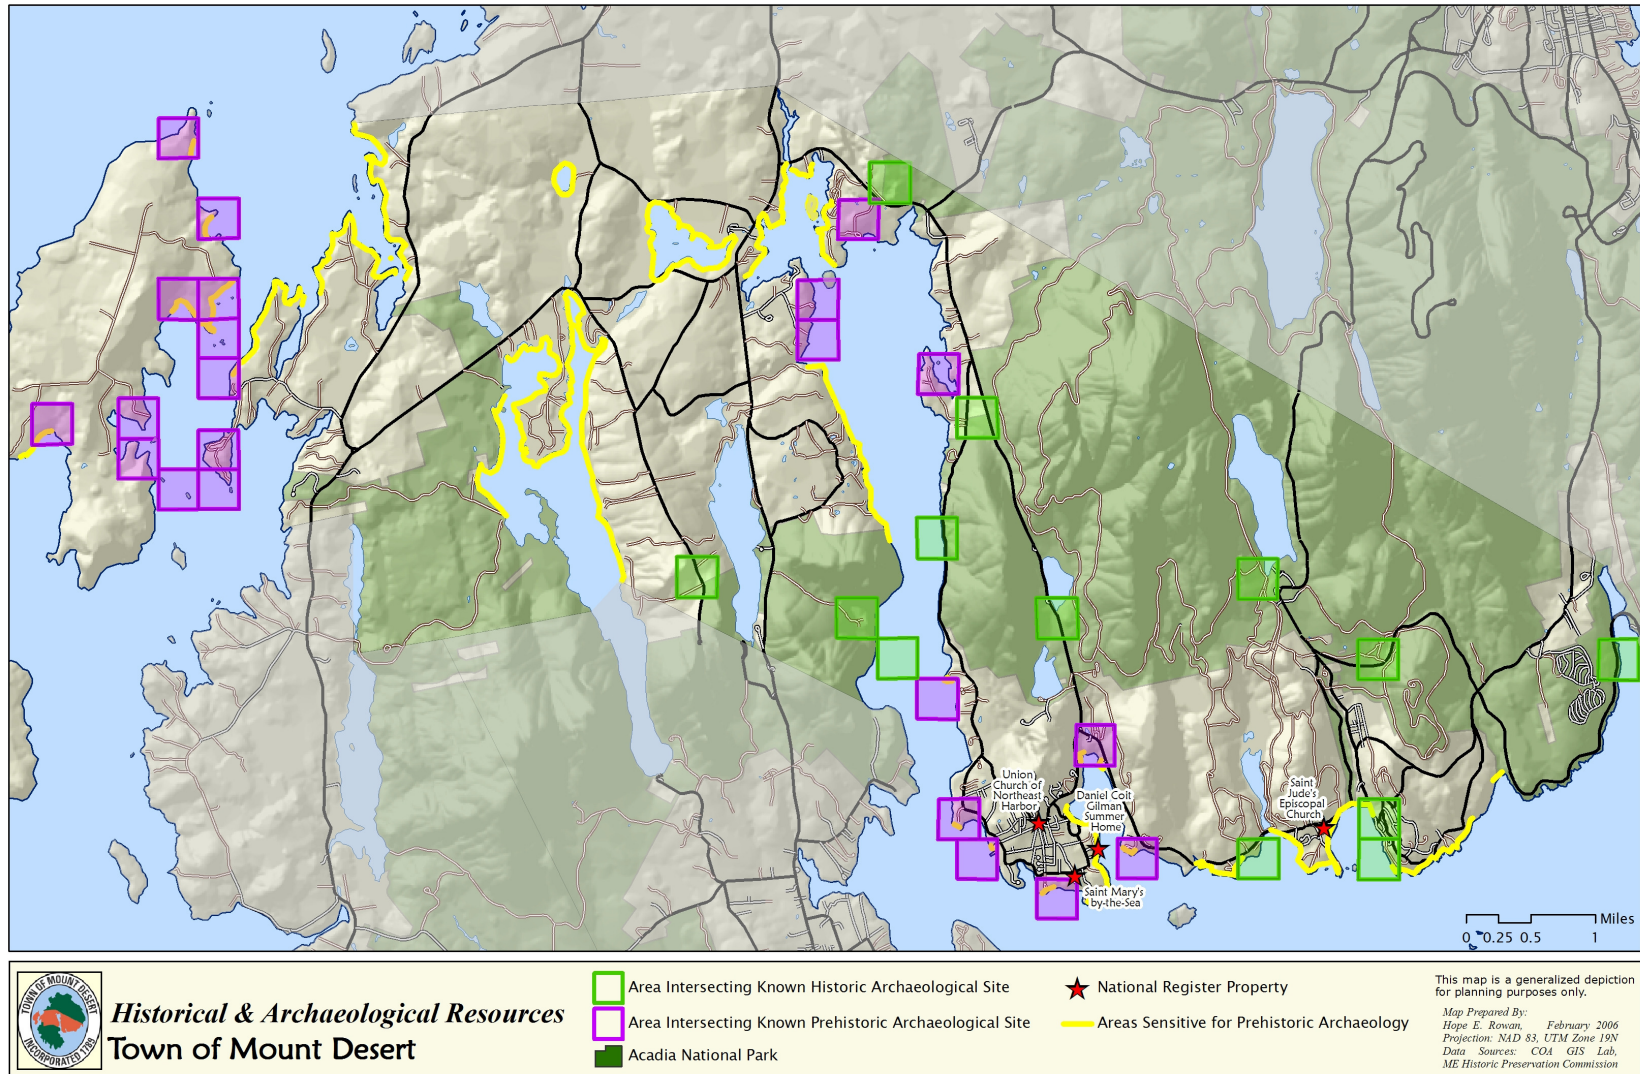 Union
Church of
Northeast
Harbor
Daniel Coit
Gilman
Summer
Home
Saint
Jude's
Episcopal
Church
Saint Mary's
by-the-Sea
Miles
0 0.25 0.5 1
TOWN OF MOUNT DESERT
INCORPORATED 1789
Historical & Archaeological Resources
Town of Mount Desert
Area Intersecting Known Historic Archaeological Site
Area Intersecting Known Prehistoric Archaeological Site
Acadia National Park
National Register Property
Areas Sensitive for Prehistoric Archaeology
This map is a generalized depiction
for planning purposes only.
Map Prepared By:
Hope E. Rowan, February 2006
Projection: NAD 83, UTM Zone 19N
Data Sources: COA GIS Lab,
ME Historic Preservation Commission